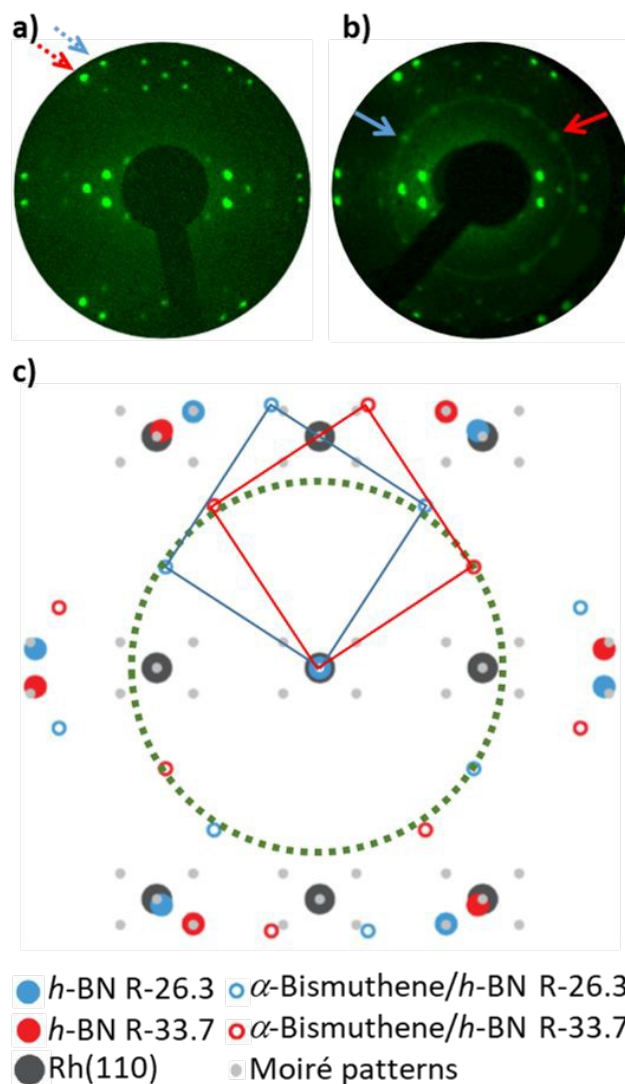 a)
b)
c)
h-BN R-26.3 α-Bismuthene/h-BN R-26.3
h-BN R-33.7 α-Bismuthene/h-BN R-33.7
Rh(110) Moiré patterns